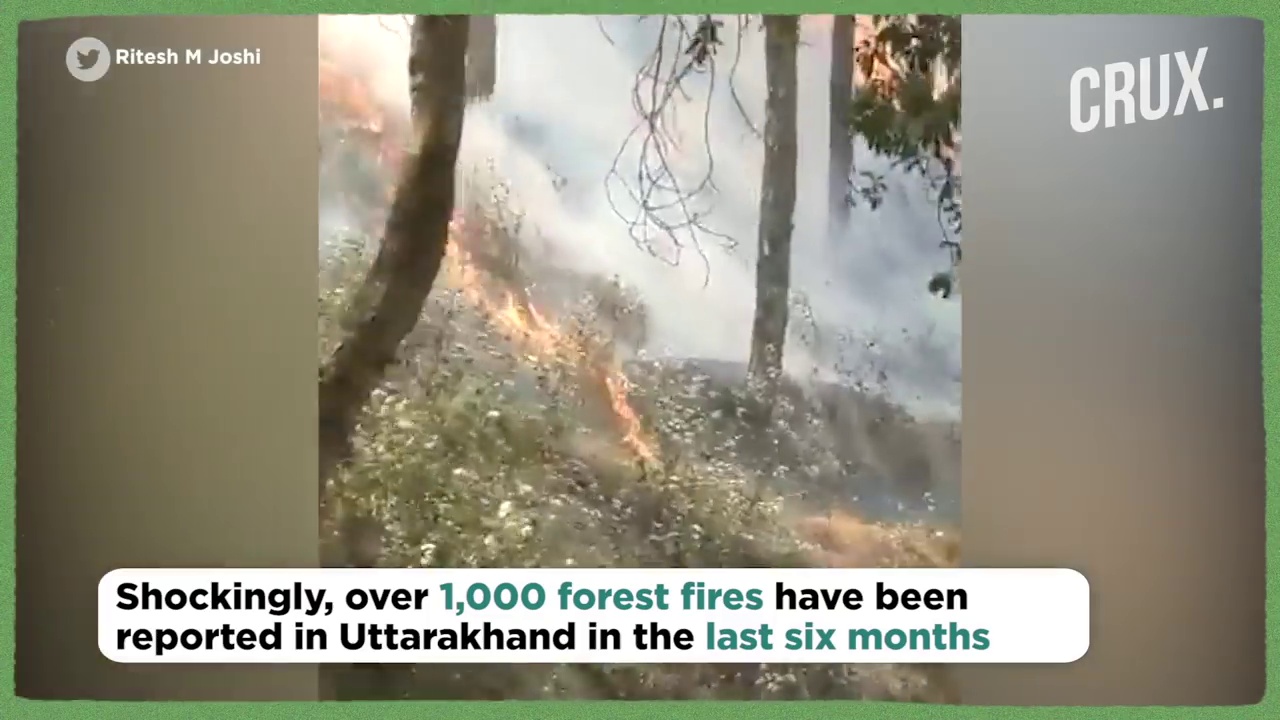 Ritesh M Joshi
CRUX.
Shockingly, over 1,000 forest fires have been
reported in Uttarakhand in the last six months